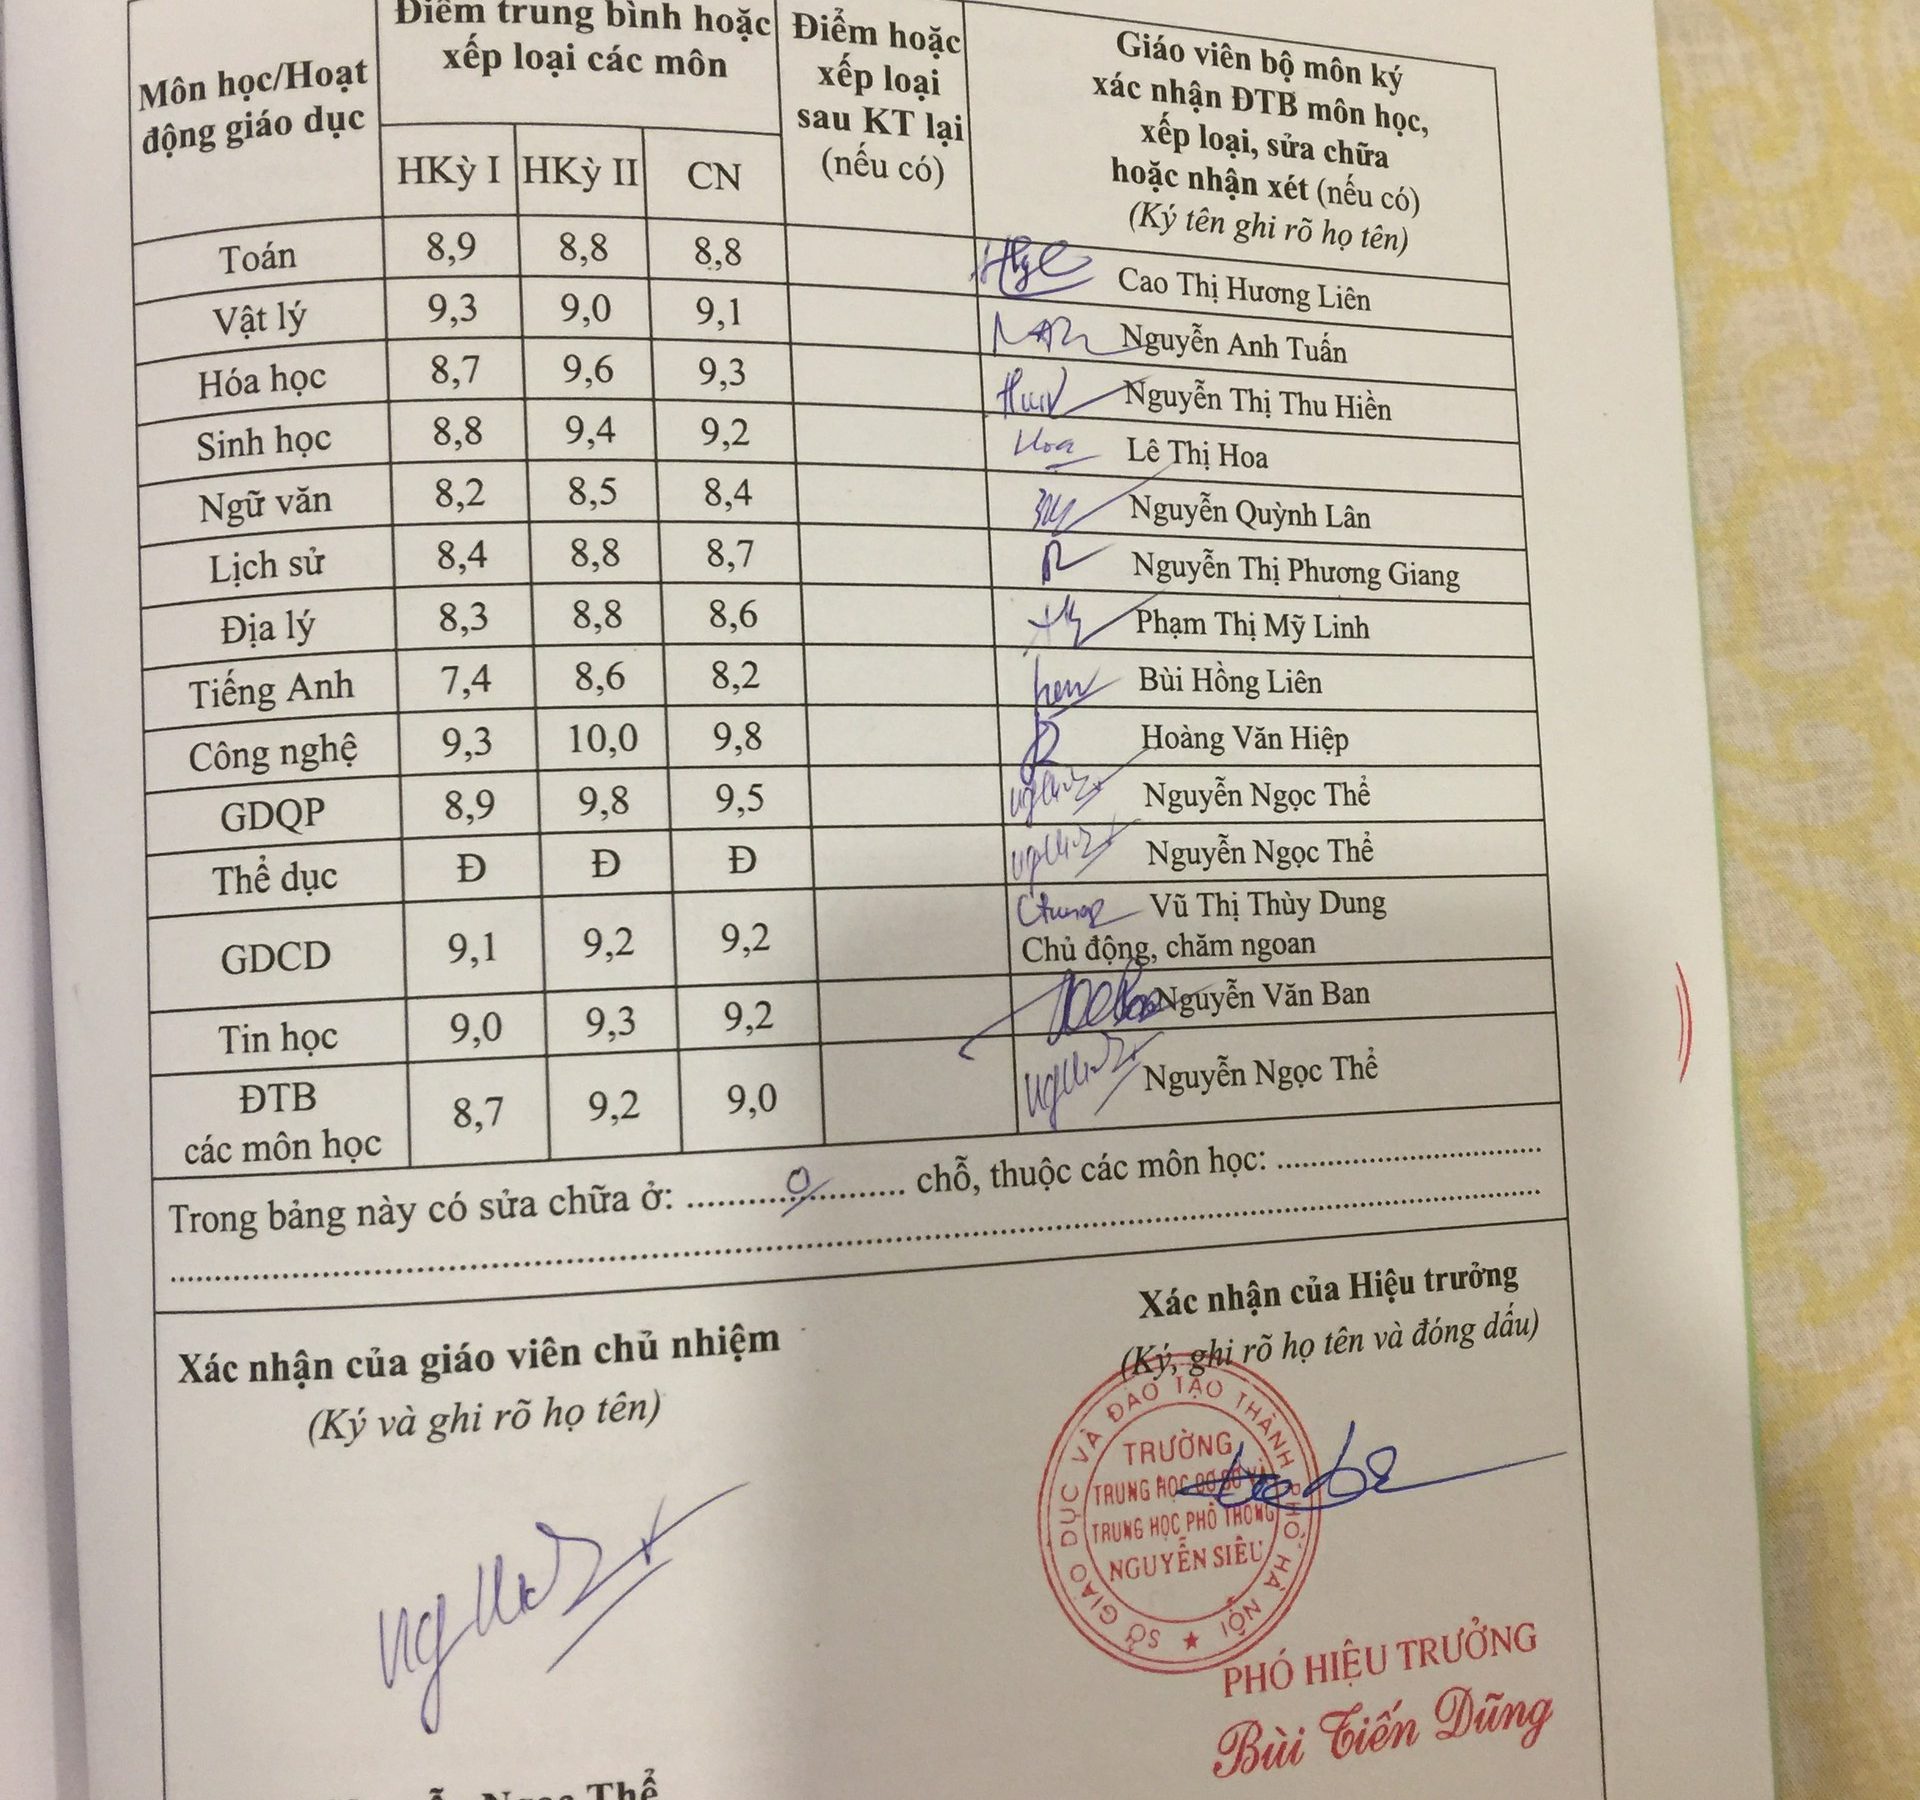 Môn học/Hoạt động giáo dục
Điểm trung bình hoặc xếp loại các môn
Điểm hoặc xếp loại sau KT lại (nếu có)
Giáo viên bộ môn ký xác nhận ĐTB môn học, xếp loại, sửa chữa hoặc nhận xét (nếu có) (Ký tên ghi rõ họ tên)
HKỳ I HKỳ II CN
Toán 8,9 8,8 8,8 Cao Thị Hương Liên
Vật lý 9,3 9,0 9,1 Nguyễn Anh Tuấn
Hóa học 8,7 9,6 9,3 Nguyễn Thị Thu Hiền
Sinh học 8,8 9,4 9,2 Hoa Lê Thị Hoa
Ngữ văn 8,2 8,5 8,4 Nguyễn Quỳnh Lân
Lịch sử 8,4 8,8 8,7 Nguyễn Thị Phương Giang
Địa lý 8,3 8,8 8,6 Phạm Thị Mỹ Linh
Tiếng Anh 7,4 8,6 8,2 Bùi Hồng Liên
Công nghệ 9,3 10,0 9,8 Hoàng Văn Hiệp
GDQP 8,9 9,8 9,5 Nguyễn Ngọc Thể
Thể dục Đ Đ Đ Nguyễn Ngọc Thể
GDCD 9,1 9,2 9,2 Vũ Thị Thùy Dung
Chủ động, chăm ngoan
Tin học 9,0 9,3 9,2 Nguyễn Văn Ban
ĐTB các môn học 8,7 9,2 9,0 Nguyễn Ngọc Thể
Trong bảng này có sửa chữa ở: ..........0.......... chỗ, thuộc các môn học: ..............................
Xác nhận của giáo viên chủ nhiệm
(Ký và ghi rõ họ tên)
Xác nhận của Hiệu trưởng
(Ký, ghi rõ họ tên và đóng dấu)
SỞ GIÁO DỤC VÀ ĐÀO TẠO THÀNH PHỐ HÀ NỘI
TRƯỜNG
TRUNG HỌC CƠ SỞ VÀ
TRUNG HỌC PHỔ THÔNG
NGUYỄN SIÊU
PHÓ HIỆU TRƯỞNG
Bùi Tiến Dũng
Ngọc Thể